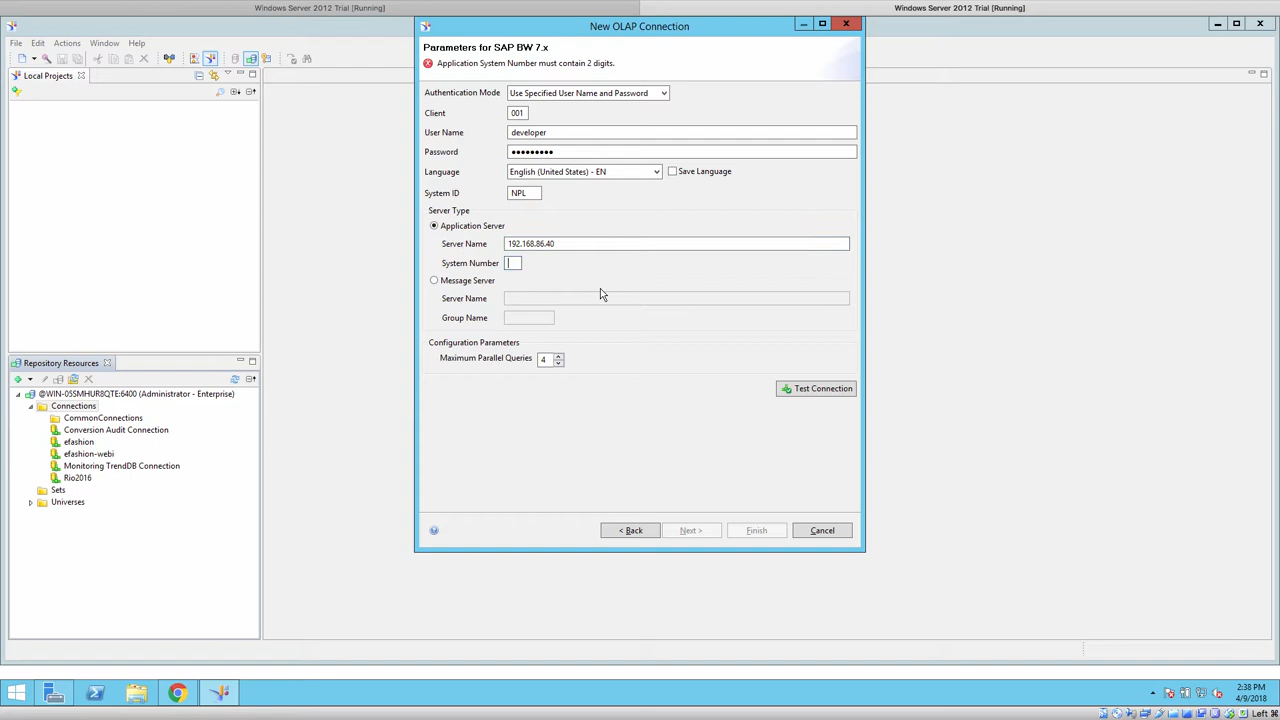 Windows Server 2012 Trial [Running]
Windows Server 2012 Trial [Running]
New OLAP Connection
File Edit Actions Window Help
Local Projects
Parameters for SAP BW 7.x
Application System Number must contain 2 digits.
Authentication Mode Use Specified User Name and Password
Client 001
User Name developer
Password •••••••••
Language English (United States) - EN Save Language
System ID NPL
Server Type
Application Server
Server Name 192.168.86.40
System Number
Message Server
Server Name
Group Name
Configuration Parameters
Maximum Parallel Queries 4
Test Connection
< Back Next > Finish Cancel
Repository Resources
@WIN-05SMHUR8QTE:6400 (Administrator - Enterprise)
Connections
CommonConnections
Conversion Audit Connection
efashion
efashion-webi
Monitoring TrendDB Connection
Rio2016
Sets
Universes
2:38 PM
4/9/2018
Left ⌘